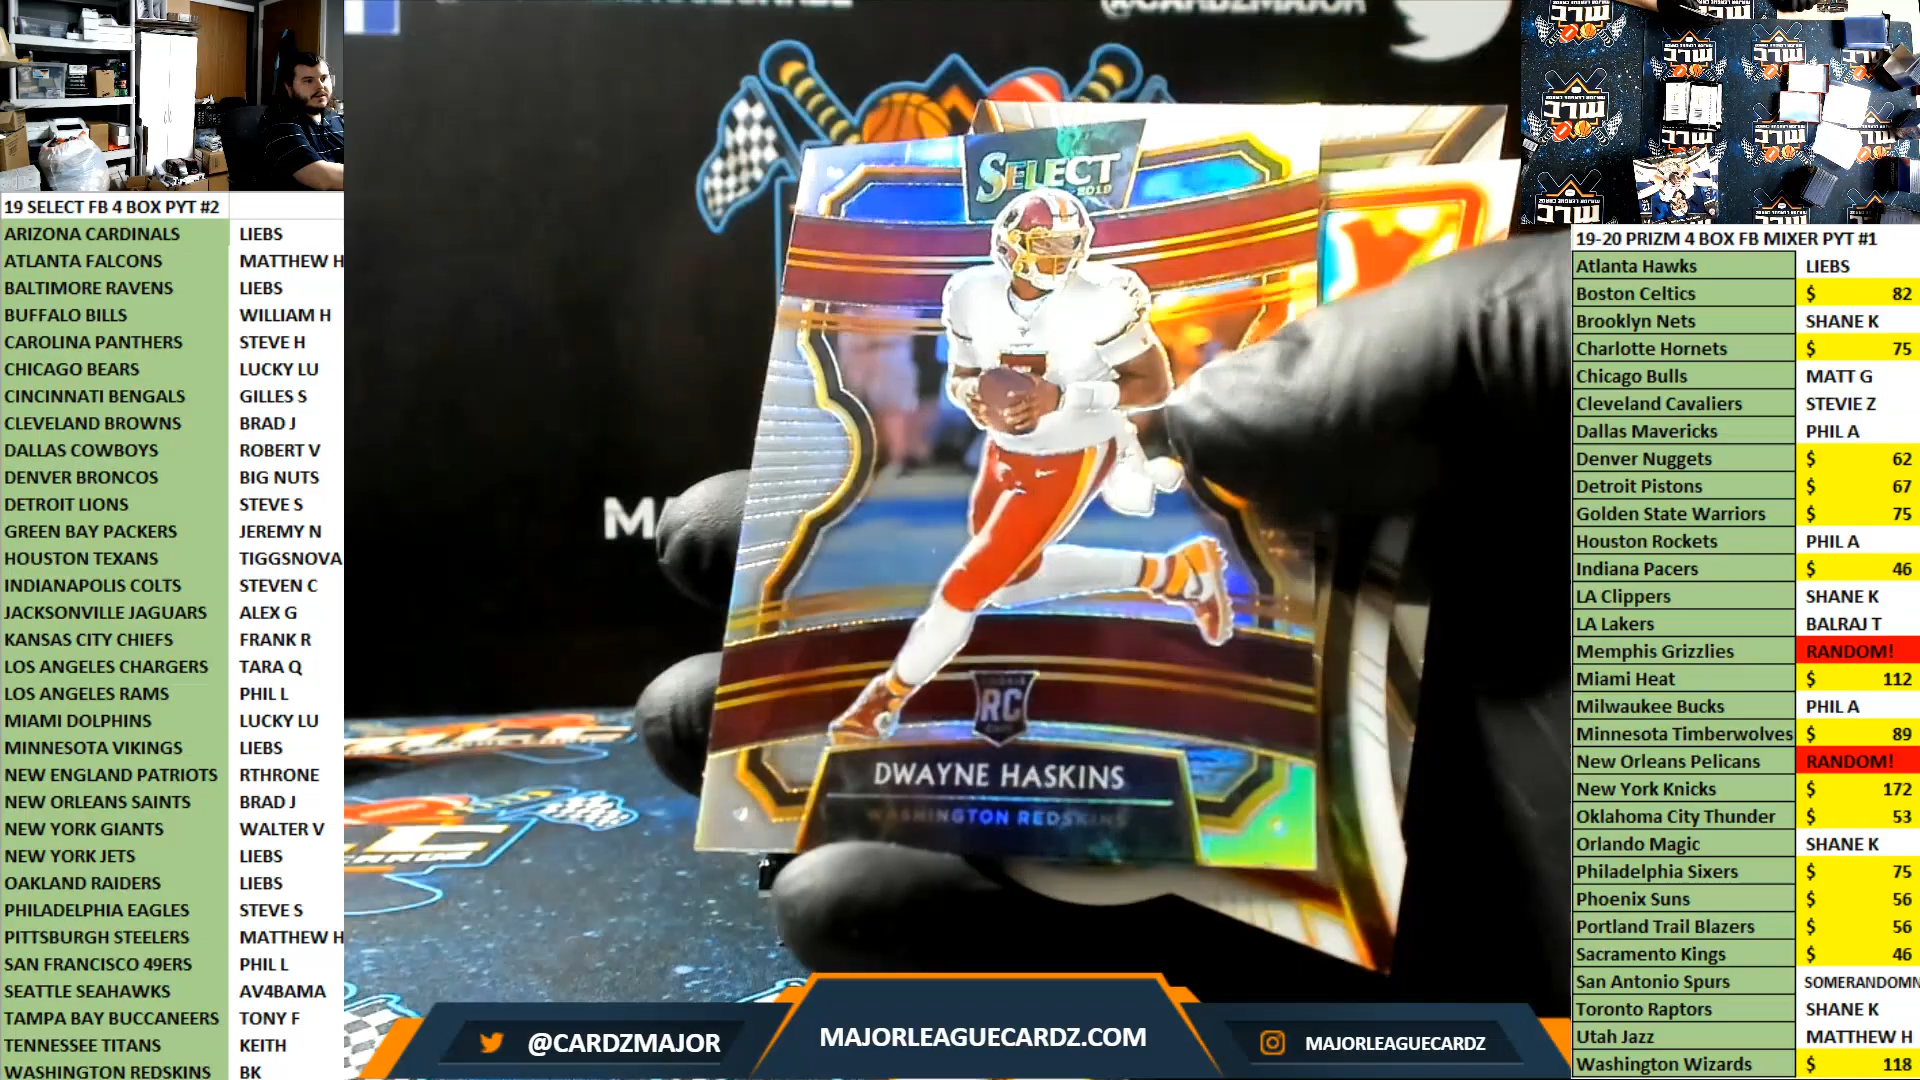 @CARDZMAJOR
19 SELECT FB 4 BOX PYT #2
ARIZONA CARDINALS LIEBS
ATLANTA FALCONS MATTHEW H
BALTIMORE RAVENS LIEBS
BUFFALO BILLS WILLIAM H
CAROLINA PANTHERS STEVE H
CHICAGO BEARS LUCKY LU
CINCINNATI BENGALS GILLES S
CLEVELAND BROWNS BRAD J
DALLAS COWBOYS ROBERT V
DENVER BRONCOS BIG NUTS
DETROIT LIONS STEVE S
GREEN BAY PACKERS JEREMY N
HOUSTON TEXANS TIGGSNOVA
INDIANAPOLIS COLTS STEVEN C
JACKSONVILLE JAGUARS ALEX G
KANSAS CITY CHIEFS FRANK R
LOS ANGELES CHARGERS TARA Q
LOS ANGELES RAMS PHIL L
MIAMI DOLPHINS LUCKY LU
MINNESOTA VIKINGS LIEBS
NEW ENGLAND PATRIOTS RTHRONE
NEW ORLEANS SAINTS BRAD J
NEW YORK GIANTS WALTER V
NEW YORK JETS LIEBS
OAKLAND RAIDERS LIEBS
PHILADELPHIA EAGLES STEVE S
PITTSBURGH STEELERS MATTHEW H
SAN FRANCISCO 49ERS PHIL L
SEATTLE SEAHAWKS AV4BAMA
TAMPA BAY BUCCANEERS TONY F
TENNESSEE TITANS KEITH
WASHINGTON REDSKINS BK
SELECT
2019
RC
DWAYNE HASKINS
WASHINGTON REDSKINS
@CARDZMAJOR
MAJORLEAGUECARDZ.COM
MAJORLEAGUECARDZ
19-20 PRIZM 4 BOX FB MIXER PYT #1
Atlanta Hawks LIEBS
Boston Celtics $ 82
Brooklyn Nets SHANE K
Charlotte Hornets $ 75
Chicago Bulls MATT G
Cleveland Cavaliers STEVIE Z
Dallas Mavericks PHIL A
Denver Nuggets $ 62
Detroit Pistons $ 67
Golden State Warriors $ 75
Houston Rockets PHIL A
Indiana Pacers $ 46
LA Clippers SHANE K
LA Lakers BALRAJ T
Memphis Grizzlies RANDOM!
Miami Heat $ 112
Milwaukee Bucks PHIL A
Minnesota Timberwolves $ 89
New Orleans Pelicans RANDOM!
New York Knicks $ 172
Oklahoma City Thunder $ 53
Orlando Magic SHANE K
Philadelphia Sixers $ 75
Phoenix Suns $ 56
Portland Trail Blazers $ 56
Sacramento Kings $ 46
San Antonio Spurs SOMERANDOMN
Toronto Raptors SHANE K
Utah Jazz MATTHEW H
Washington Wizards $ 118